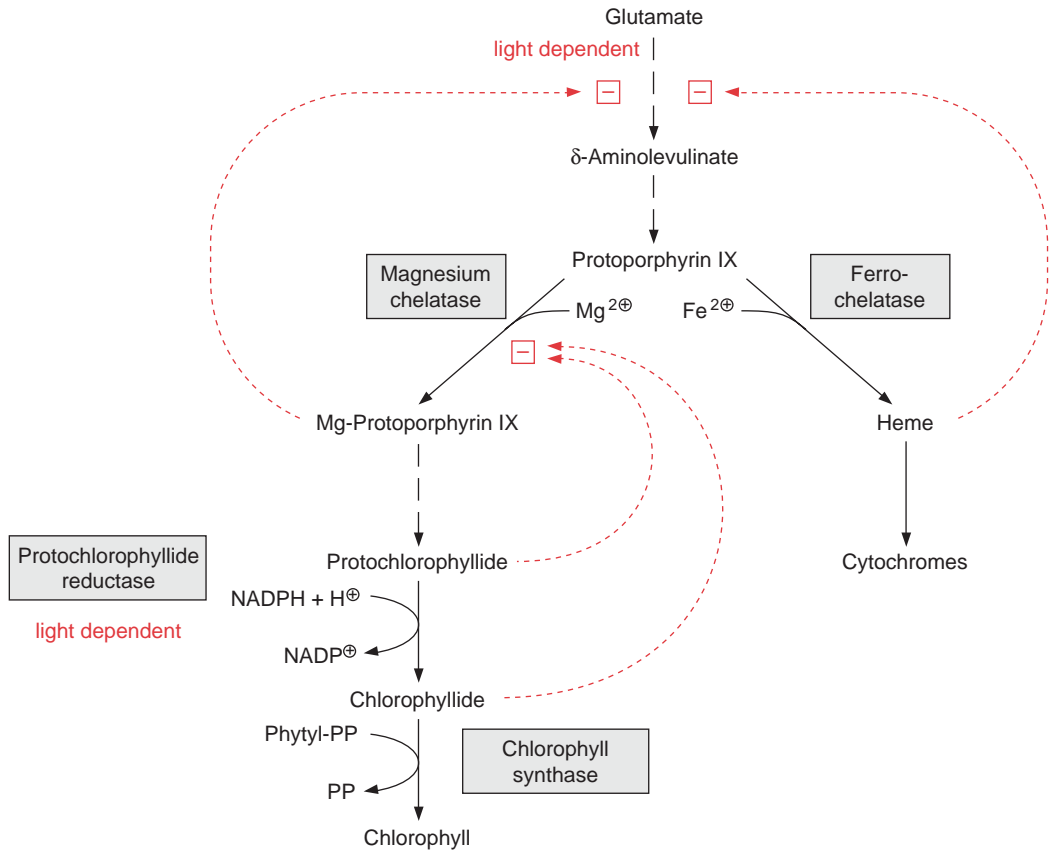 Glutamate
light dependent
−
−
δ-Aminolevulinate
Protoporphyrin IX
Magnesium
chelatase
Ferro-
chelatase
Mg2⊕
Fe2⊕
−
Mg-Protoporphyrin IX
Heme
Protochlorophyllide
reductase
light dependent
Protochlorophyllide
Cytochromes
NADPH + H⊕
NADP⊕
Chlorophyllide
Phytyl-PP
Chlorophyll
synthase
PP
Chlorophyll